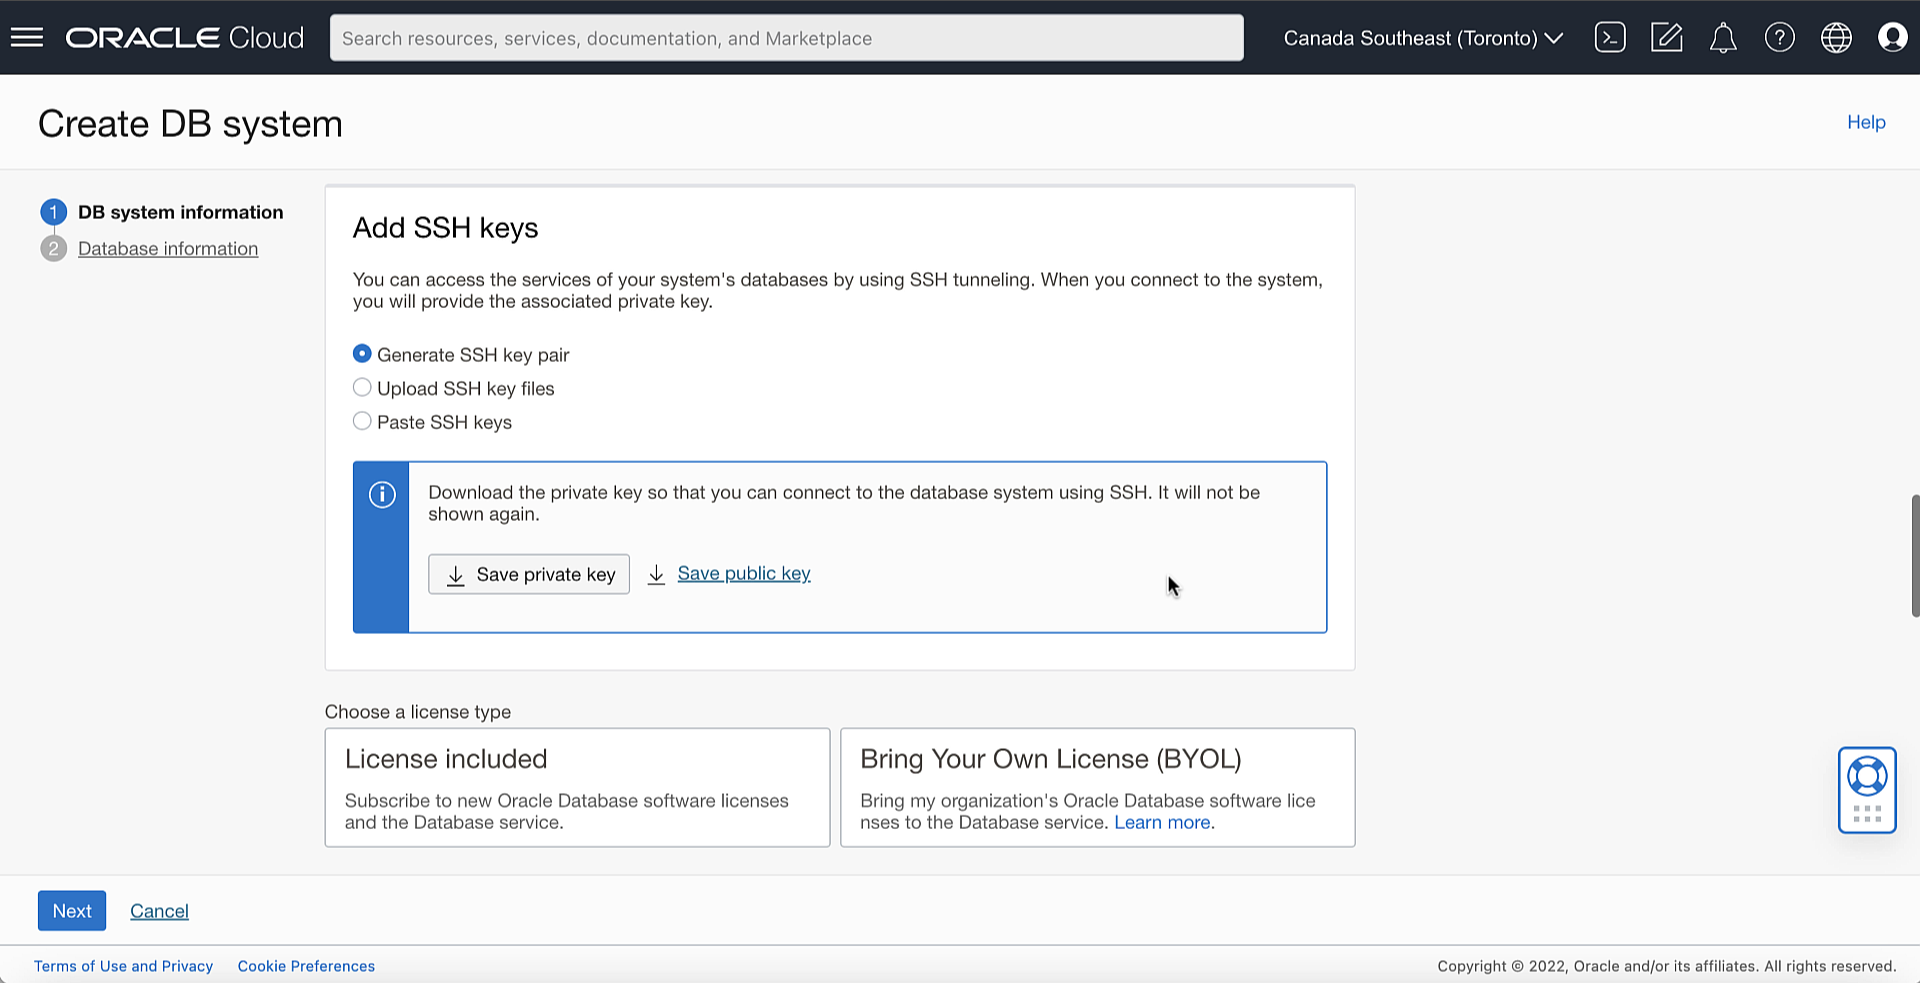 ORACLE Cloud
Search resources, services, documentation, and Marketplace
Canada Southeast (Toronto)
Create DB system
Help
1 DB system information
2 Database information
Add SSH keys
You can access the services of your system's databases by using SSH tunneling. When you connect to the system,
you will provide the associated private key.
Generate SSH key pair
Upload SSH key files
Paste SSH keys
Download the private key so that you can connect to the database system using SSH. It will not be
shown again.
Save private key
Save public key
Choose a license type
License included
Subscribe to new Oracle Database software licenses
and the Database service.
Bring Your Own License (BYOL)
Bring my organization's Oracle Database software lice
nses to the Database service. Learn more.
Next
Cancel
Terms of Use and Privacy
Cookie Preferences
Copyright © 2022, Oracle and/or its affiliates. All rights reserved.